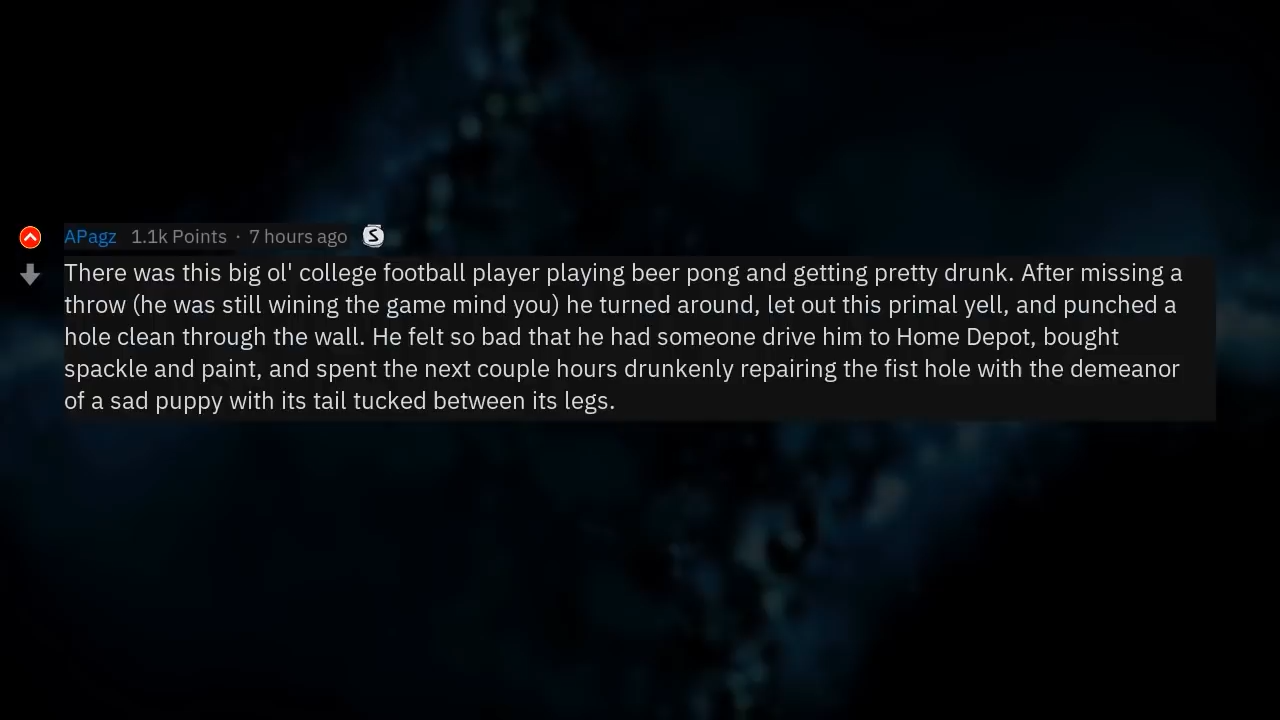 APagz 1.1k Points · 7 hours ago S
There was this big ol' college football player playing beer pong and getting pretty drunk. After missing a
throw (he was still wining the game mind you) he turned around, let out this primal yell, and punched a
hole clean through the wall. He felt so bad that he had someone drive him to Home Depot, bought
spackle and paint, and spent the next couple hours drunkenly repairing the fist hole with the demeanor
of a sad puppy with its tail tucked between its legs.